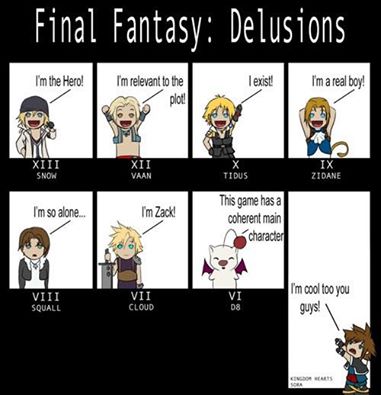 Final Fantasy: Delusions
I'm the Hero!
XIII
SNOW
I'm relevant to the
plot!
XII
VAAN
I exist!
X
TIDUS
I'm a real boy!
IX
ZIDANE
I'm so alone...
VIII
SQUALL
I'm Zack!
VII
CLOUD
This game has a
coherent main
character
VI
D8
I'm cool too you
guys!
KINGDOM HEARTS
SORA